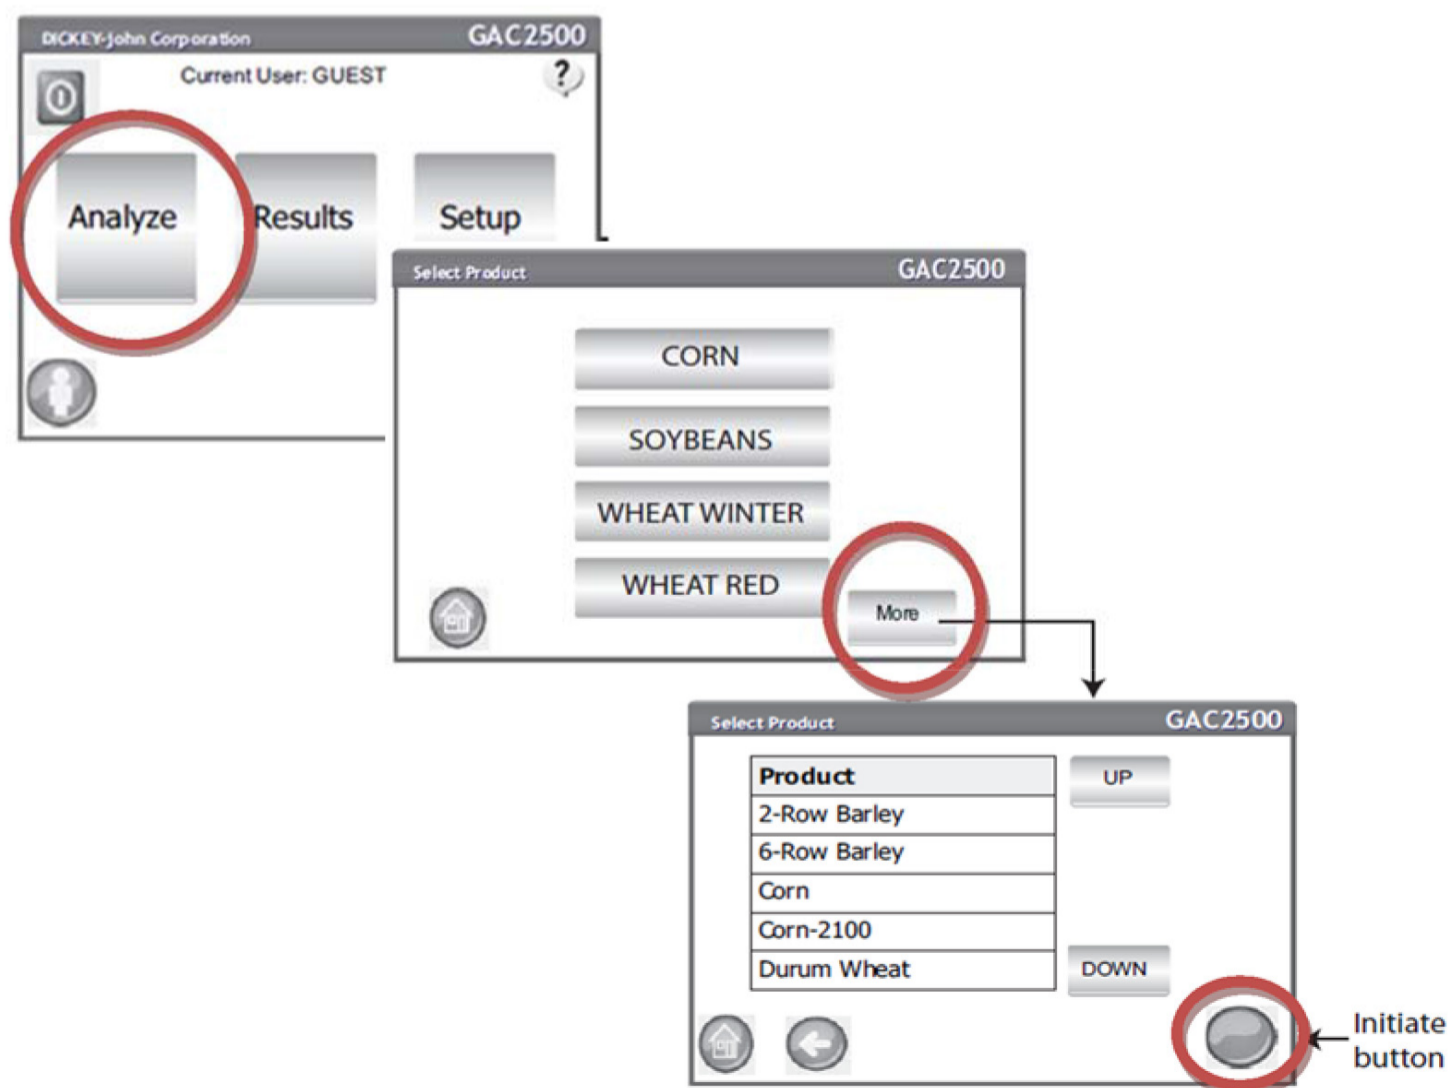 DICKEY-john Corporation GAC2500
Current User: GUEST ?
Analyze Results Setup
Select Product GAC2500
CORN
SOYBEANS
WHEAT WINTER
WHEAT RED
More
Select Product GAC2500
Product UP
2-Row Barley
6-Row Barley
Corn
Corn-2100
Durum Wheat DOWN
Initiate
button